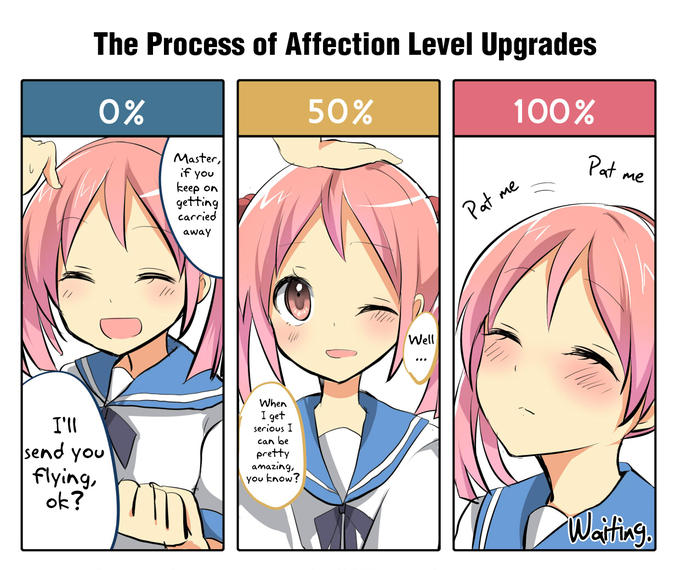 The Process of Affection Level Upgrades
0%
Master,
if you
keep on
getting
carried
away
I'll
send you
flying,
ok?
50%
Well
...
When
I get
serious I
can be
pretty
amazing,
you know?
100%
Pat me
Pat me
Waiting.